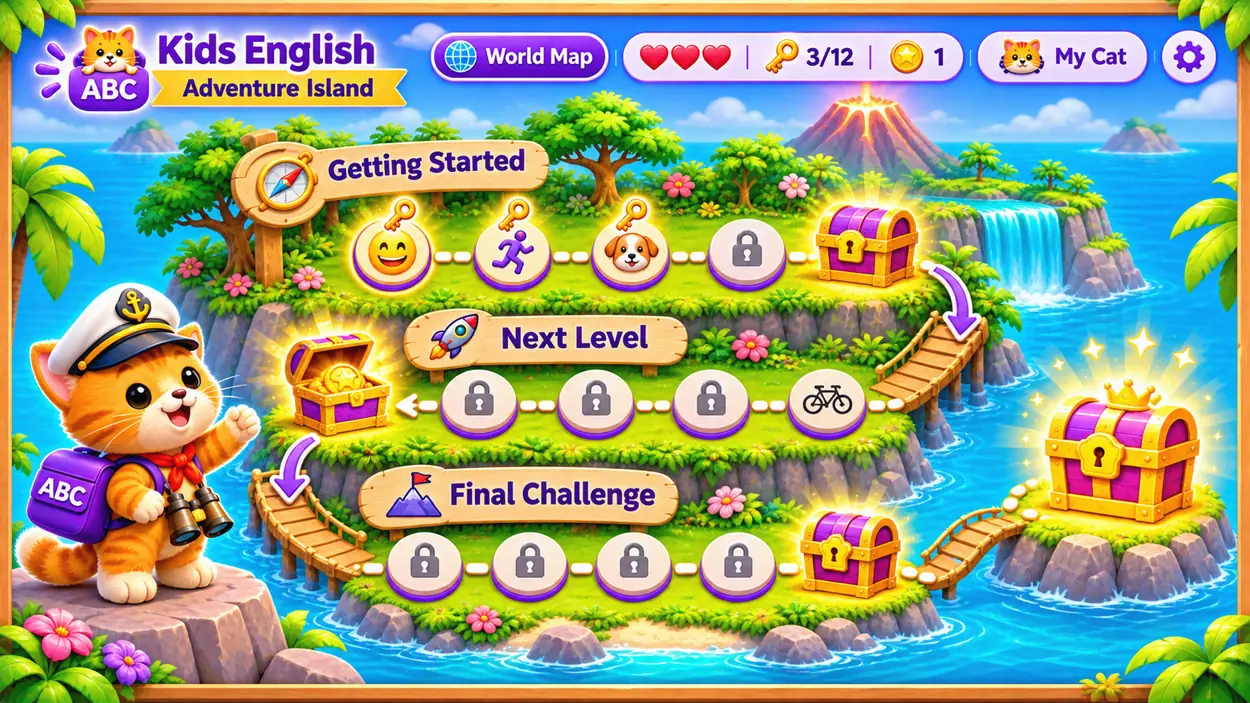 ABC
Kids English
Adventure Island
World Map
3/12
1
My Cat
Getting Started
Next Level
ABC
Final Challenge